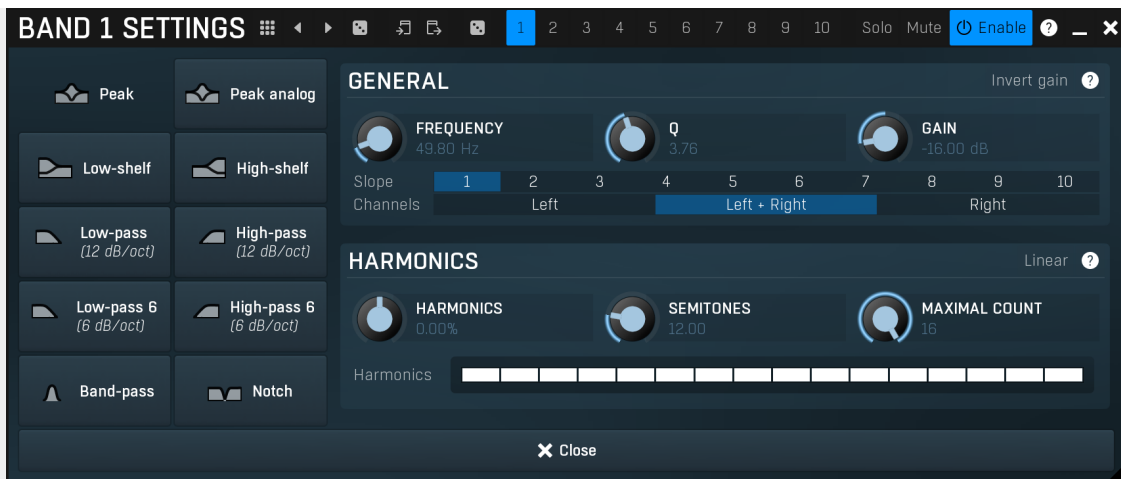 BAND 1 SETTINGS 1 2 3 4 5 6 7 8 9 10 Solo Mute Enable ?
Peak
Peak analog
Low-shelf
High-shelf
Low-pass
(12 dB/oct)
High-pass
(12 dB/oct)
Low-pass 6
(6 dB/oct)
High-pass 6
(6 dB/oct)
Band-pass
Notch
GENERAL Invert gain ?
FREQUENCY
49.80 Hz
Q
3.76
GAIN
-16.00 dB
Slope 1 2 3 4 5 6 7 8 9 10
Channels Left Left + Right Right
HARMONICS Linear ?
HARMONICS
0.00%
SEMITONES
12.00
MAXIMAL COUNT
16
Harmonics
Close